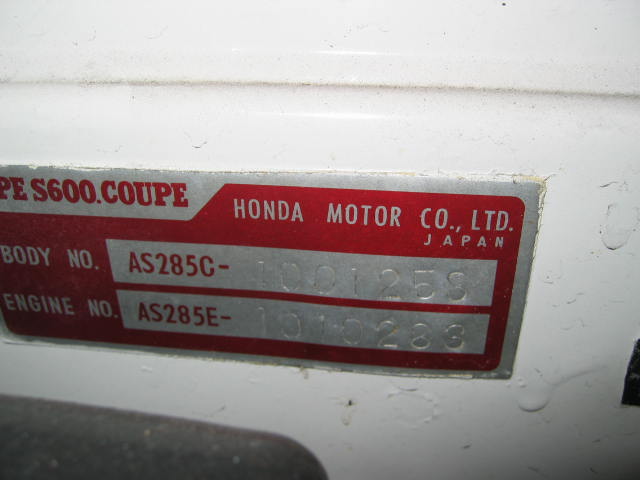 PE S600.COUPE
HONDA MOTOR CO., LTD.
JAPAN
BODY NO. AS285C-1001258
ENGINE NO. AS285E-1010283